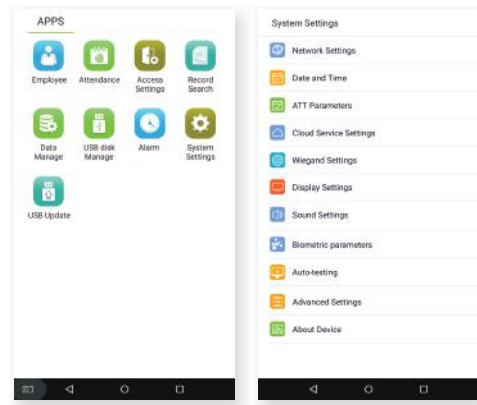 APPS
Employee Attendance Access Settings Record Search
Data Manage USB disk Manage Alarm System Settings
USB Update
System Settings
Network Settings
Date and Time
ATT Parameters
Cloud Service Settings
Wiegand Settings
Display Settings
Sound Settings
Biometric parameters
Auto-testing
Advanced Settings
About Device